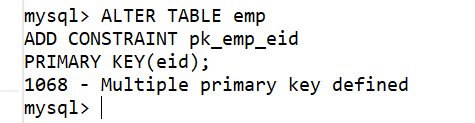 mysql> ALTER TABLE emp
ADD CONSTRAINT pk_emp_eid
PRIMARY KEY(eid);
1068 - Multiple primary key defined
mysql>